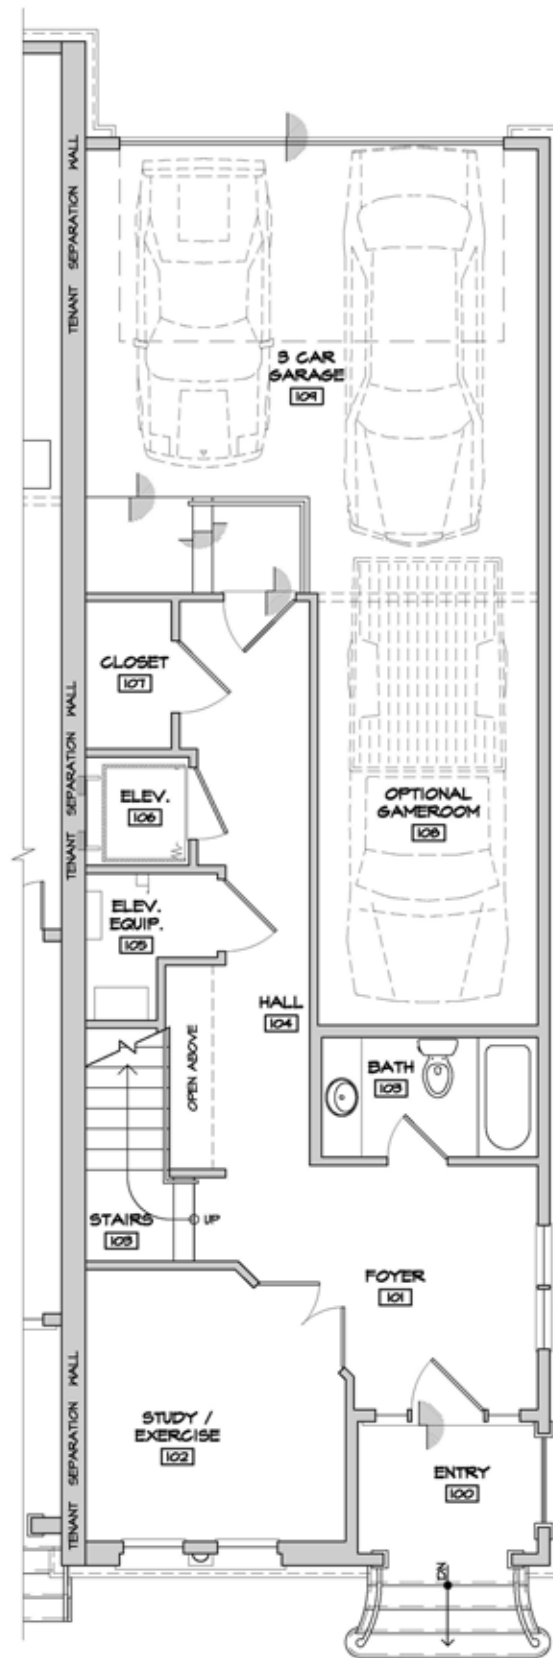 TENANT SEPARATION WALL
3 CAR
GARAGE
109
CLOSET
107
TENANT SEPARATION WALL
ELEV.
106
OPTIONAL
GAMEROOM
108
ELEV.
EQUIP.
105
HALL
104
OPEN ABOVE
BATH
103
STAIRS
103
UP
FOYER
101
TENANT SEPARATION WALL
STUDY /
EXERCISE
102
ENTRY
100
DN